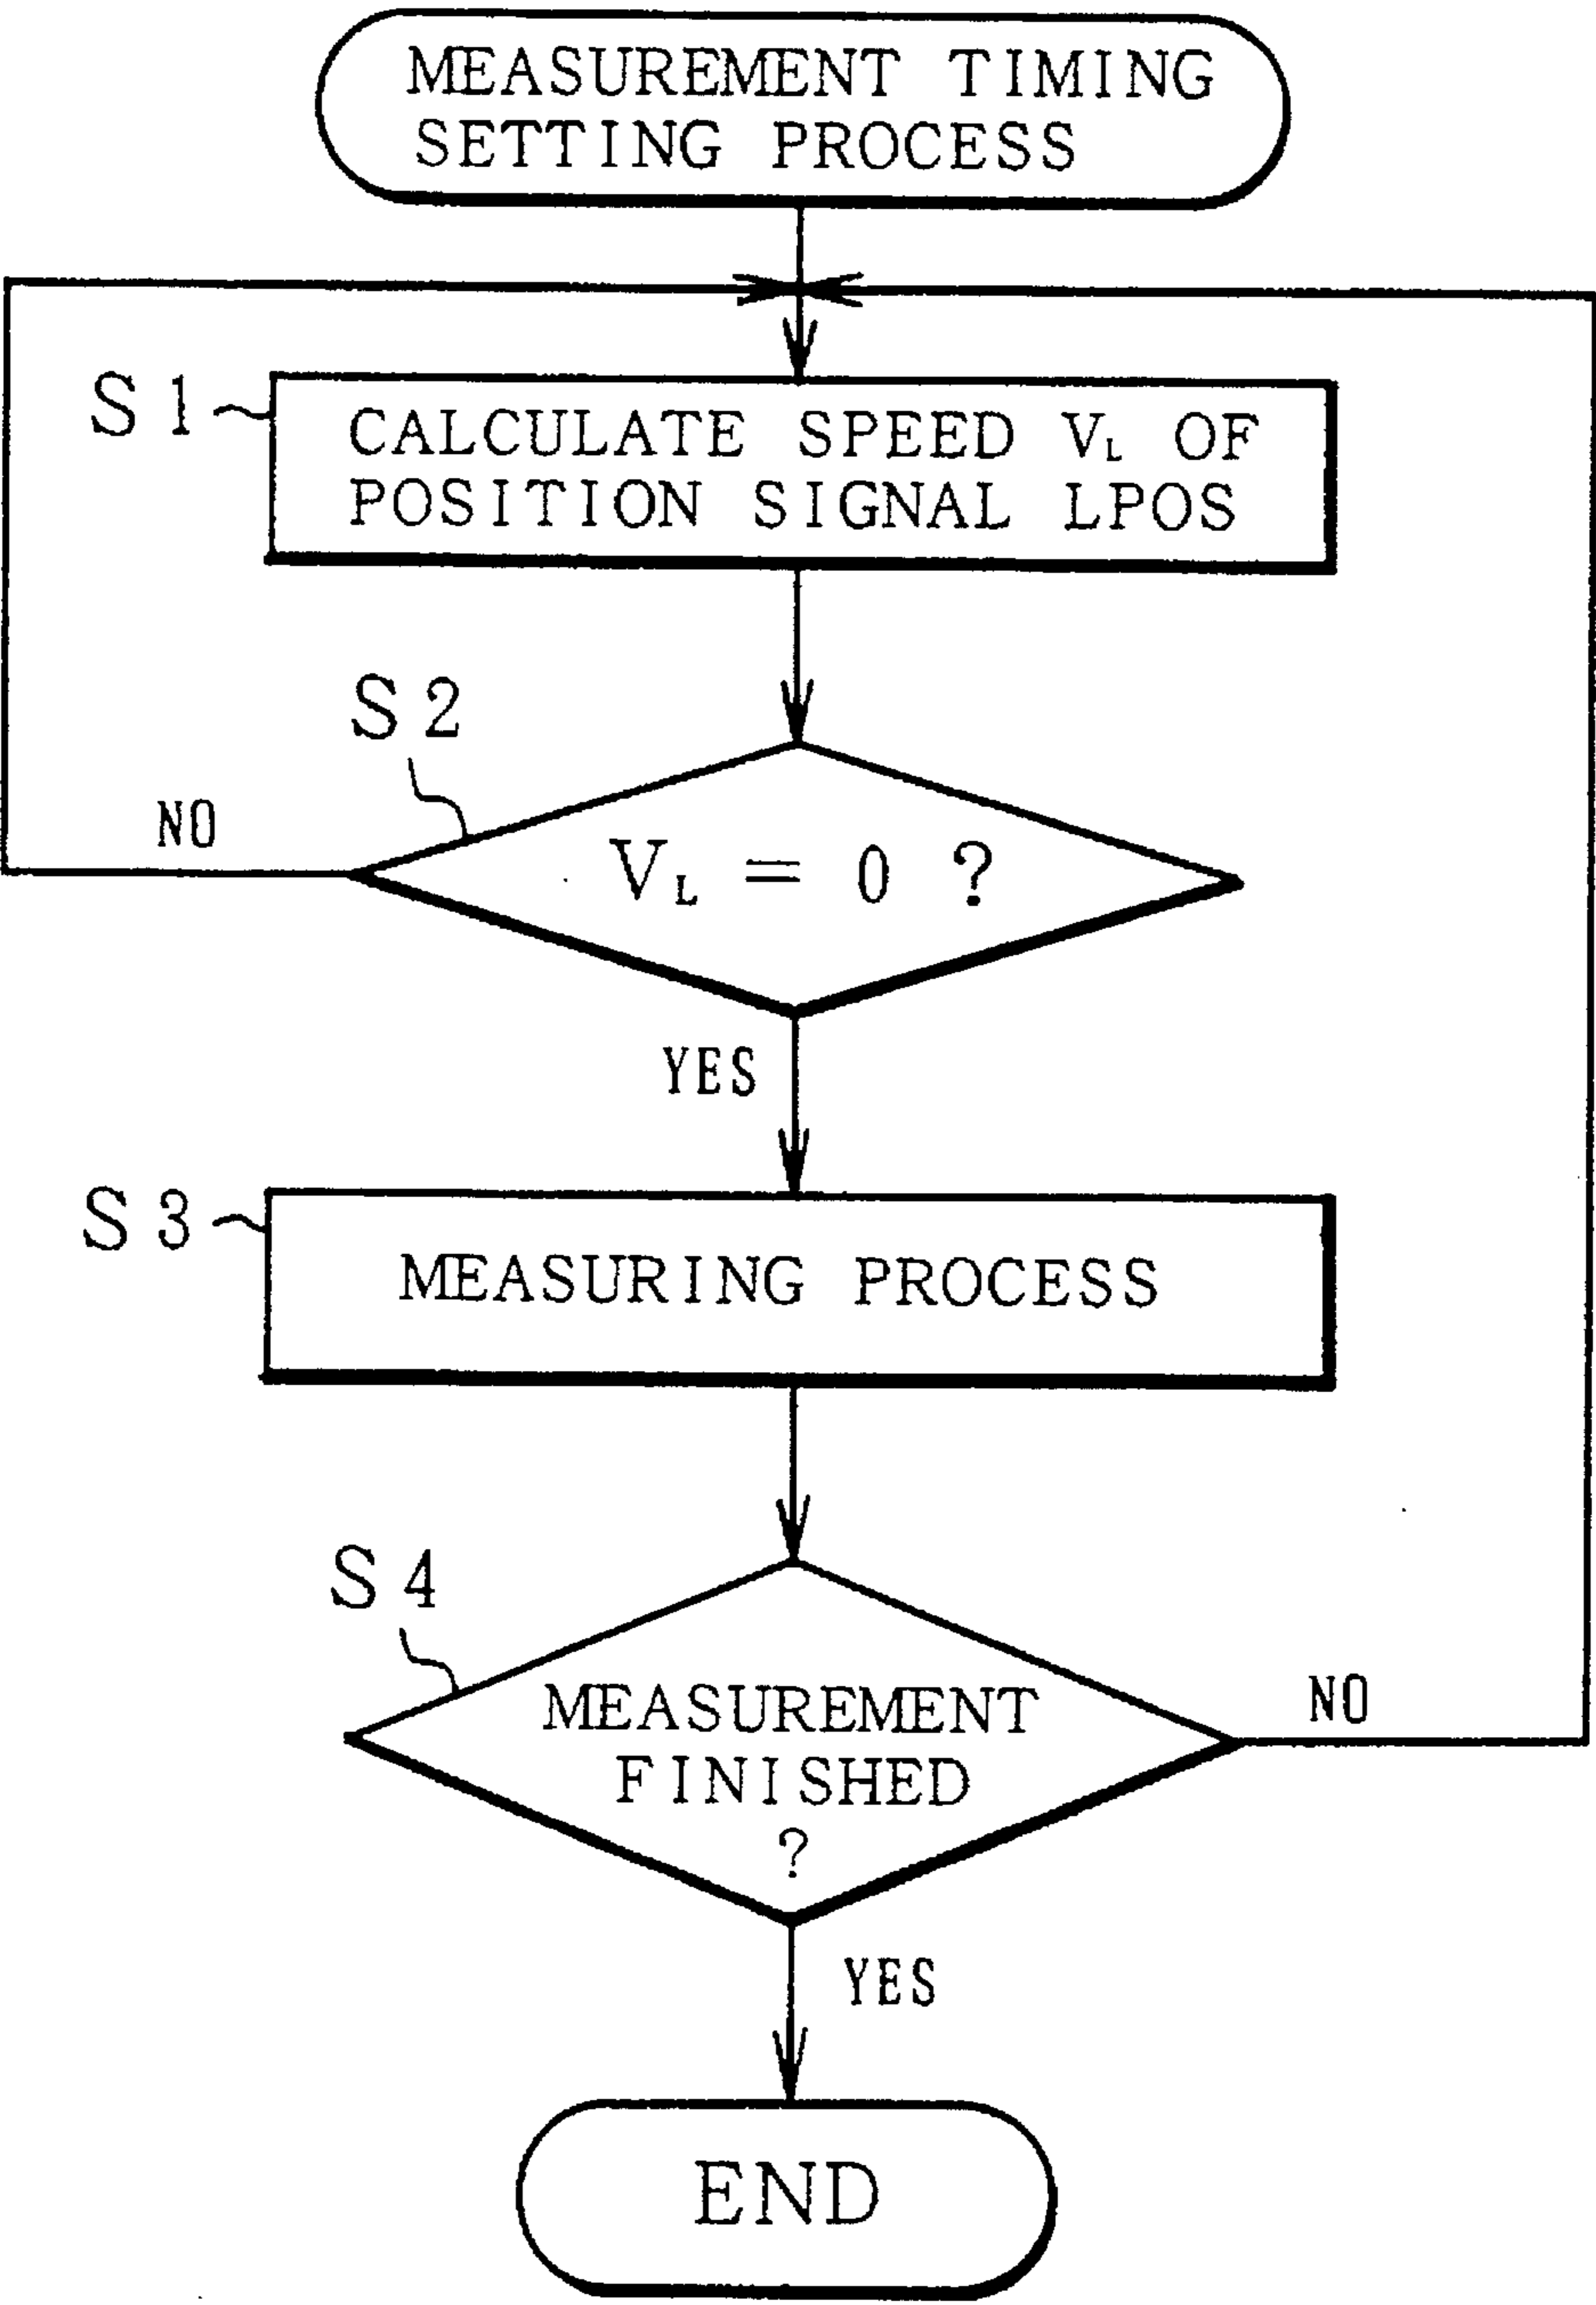 MEASUREMENT TIMING
SETTING PROCESS
S1
CALCULATE SPEED VL OF
POSITION SIGNAL LPOS
S2
NO
VL = 0 ?
YES
S3
MEASURING PROCESS
S4
MEASUREMENT
FINISHED
?
NO
YES
END